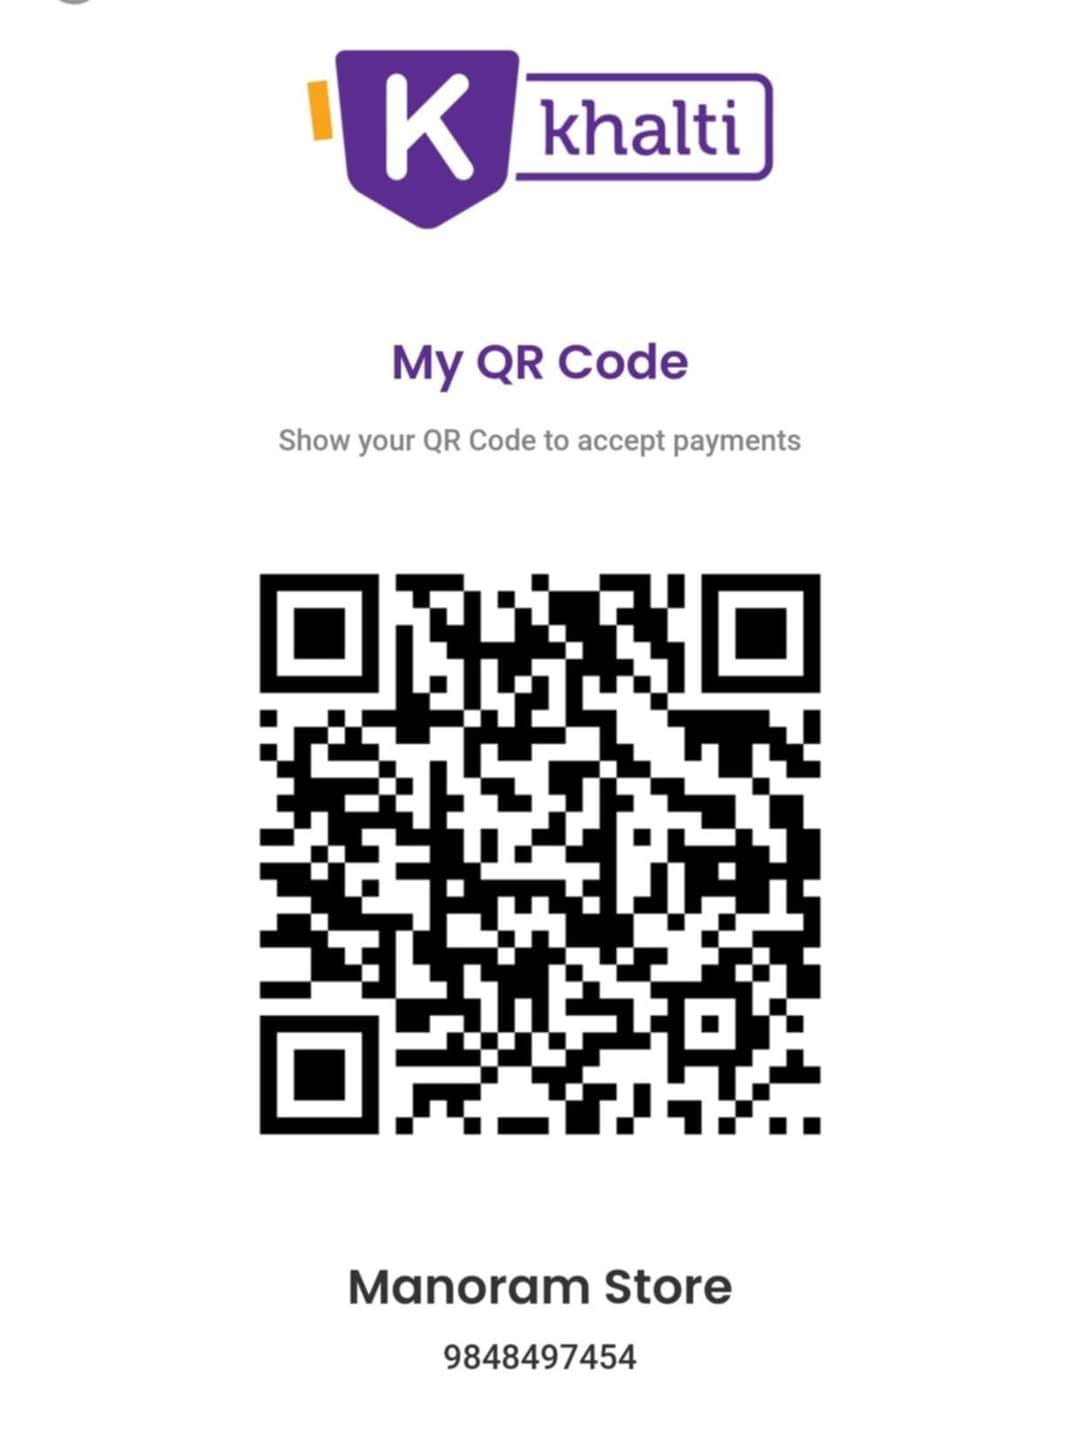 K khalti
My QR Code
Show your QR Code to accept payments
Manoram Store
9848497454